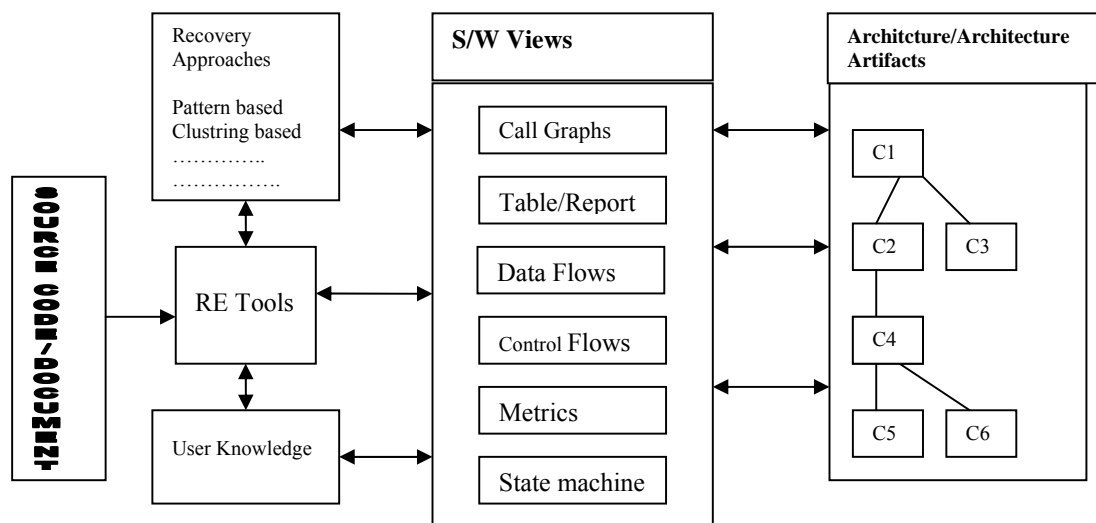 SOURCE CODE/DOCUMENT
Recovery
Approaches
Pattern based
Clustring based
…………..
…………….
RE Tools
User Knowledge
S/W Views
Call Graphs
Table/Report
Data Flows
Control Flows
Metrics
State machine
Architcture/Architecture
Artifacts
C1
C2
C3
C4
C5
C6